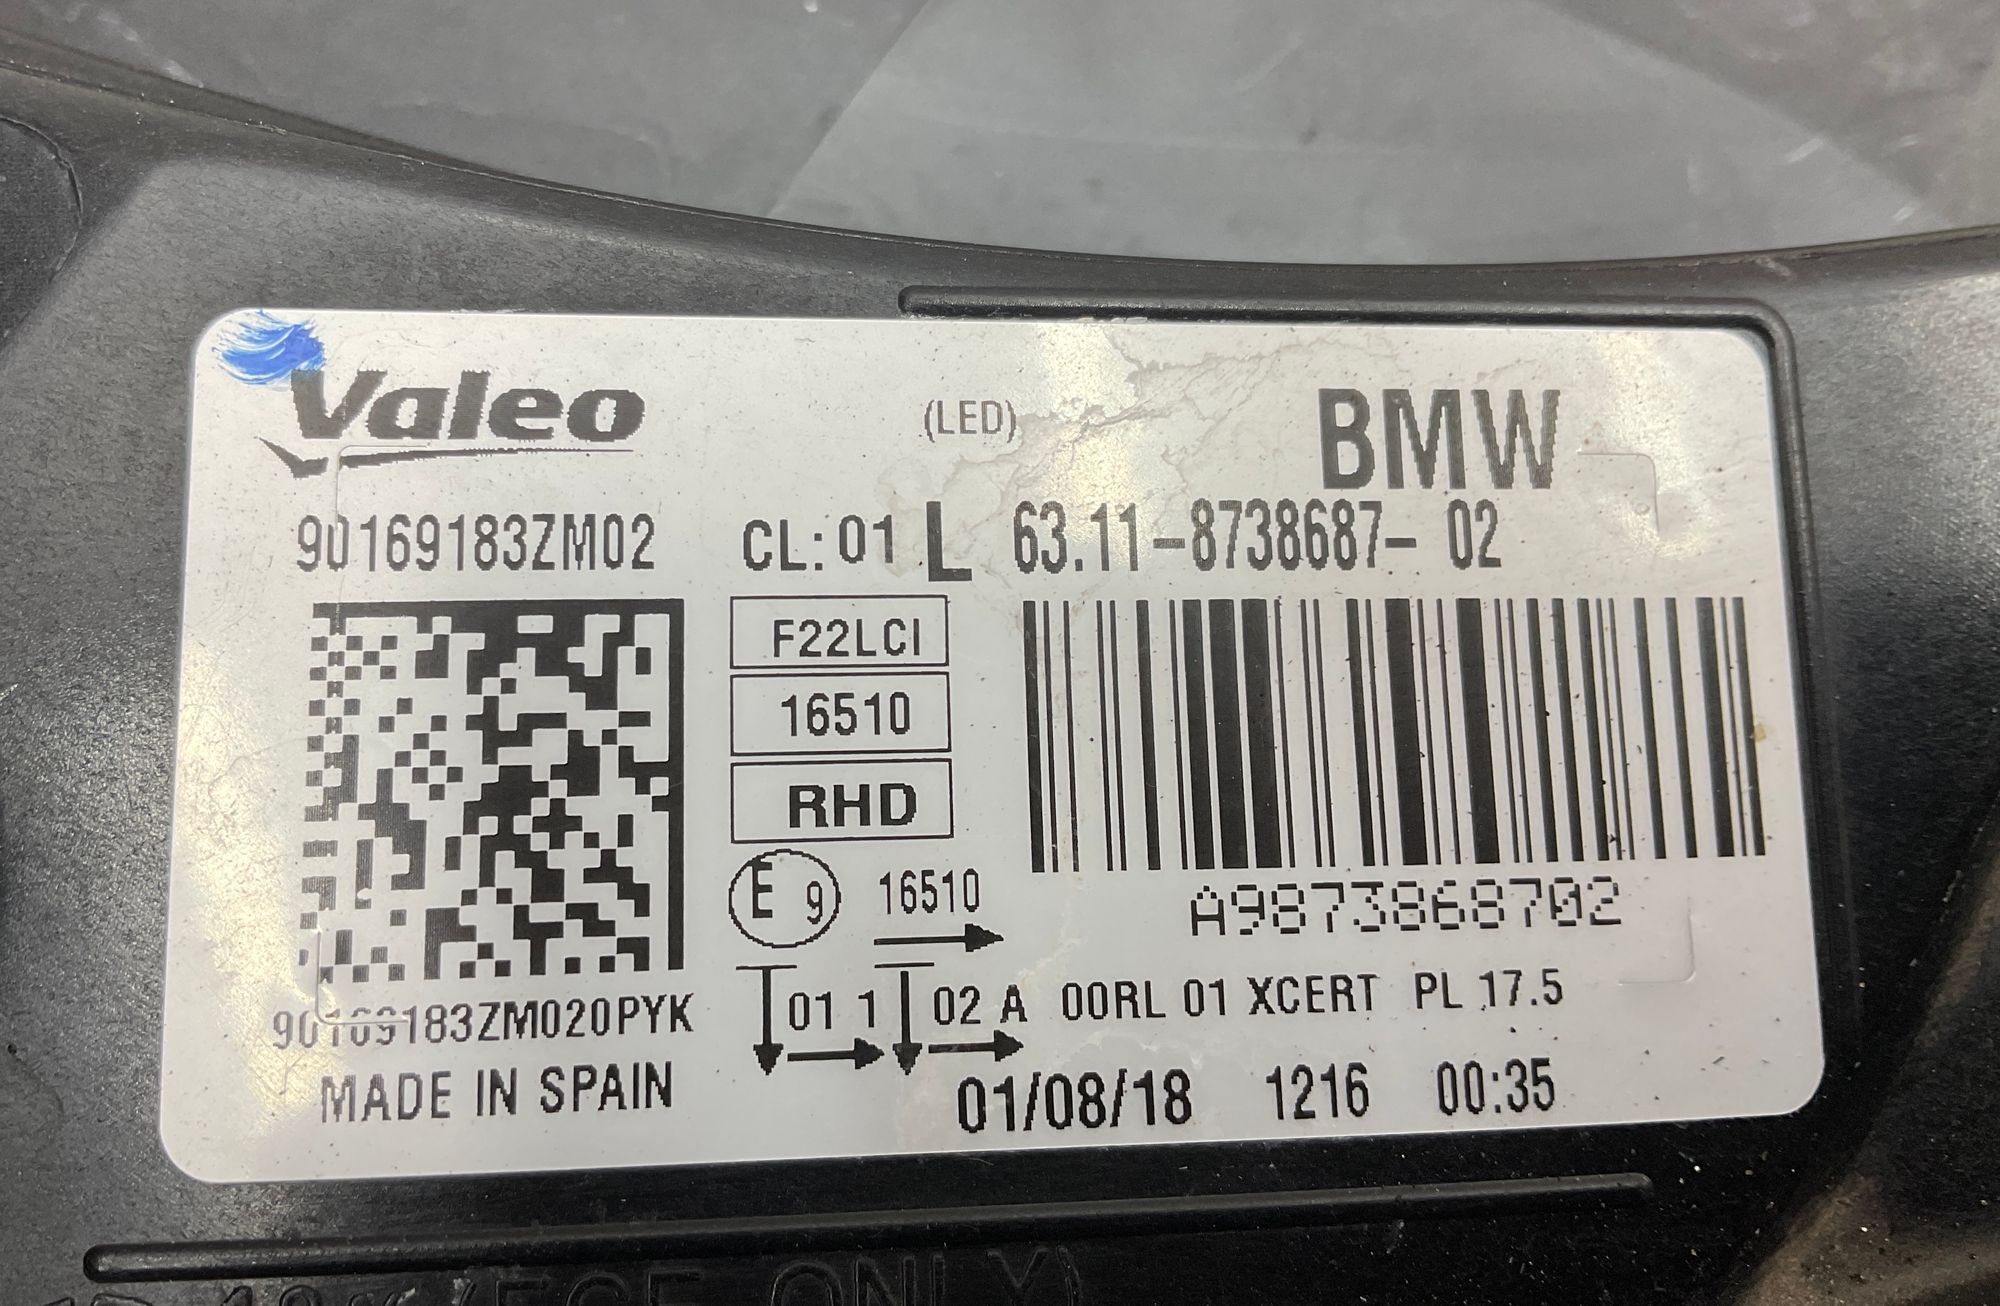 Valeo
(LED)
BMW
90169183ZM02
CL: 01 L 63.11-8738687- 02
F22LCI
16510
RHD
E 9 16510
A9873868702
90169183ZM020PYK
01 1 02 A 00RL 01 XCERT PL 17.5
MADE IN SPAIN
01/08/18 1216 00:35
ONLY)